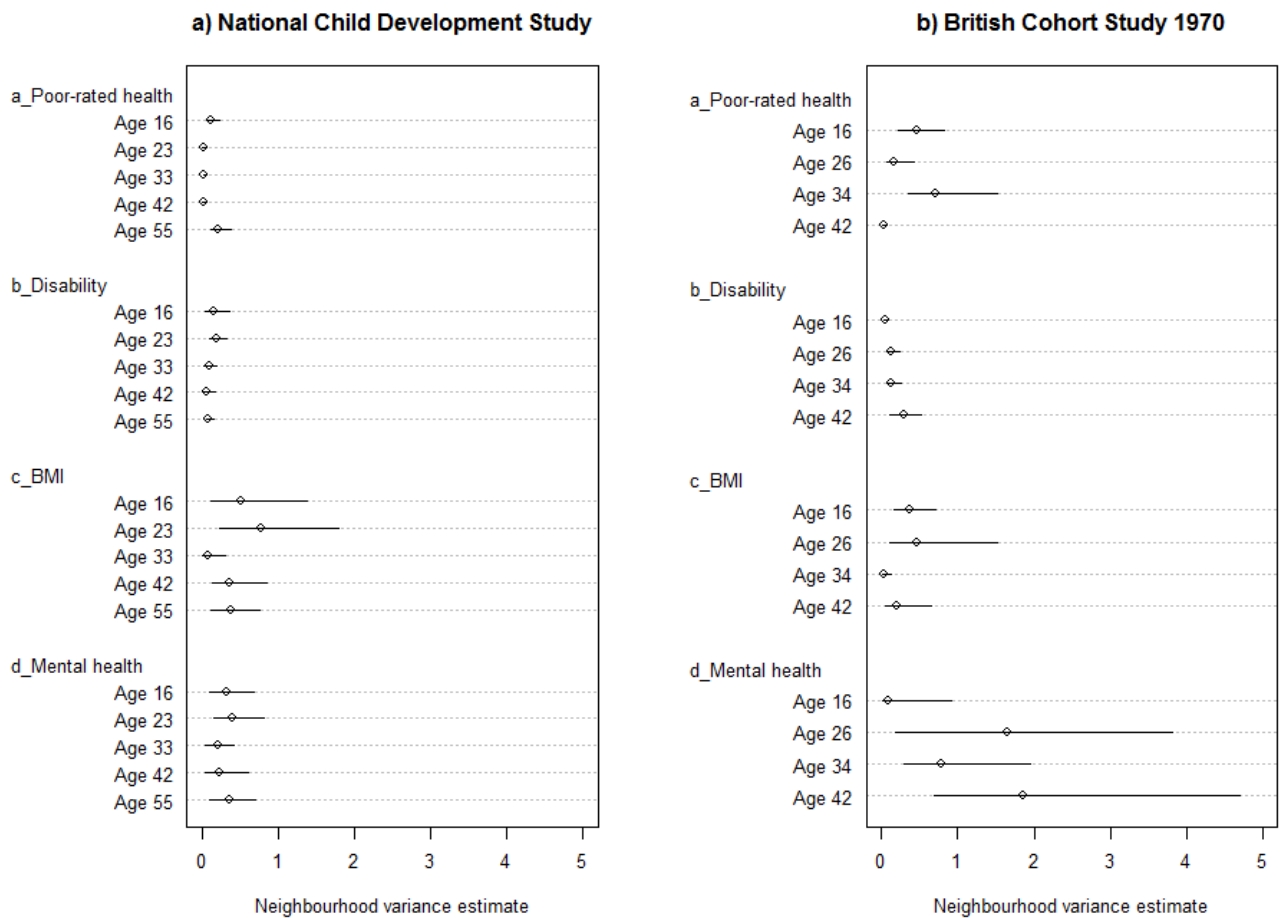 a) National Child Development Study
a_Poor-rated health
Age 16
Age 23
Age 33
Age 42
Age 55
b_Disability
Age 16
Age 23
Age 33
Age 42
Age 55
c_BMI
Age 16
Age 23
Age 33
Age 42
Age 55
d_Mental health
Age 16
Age 23
Age 33
Age 42
Age 55
0 1 2 3 4 5
Neighbourhood variance estimate
b) British Cohort Study 1970
a_Poor-rated health
Age 16
Age 26
Age 34
Age 42
b_Disability
Age 16
Age 26
Age 34
Age 42
c_BMI
Age 16
Age 26
Age 34
Age 42
d_Mental health
Age 16
Age 26
Age 34
Age 42
0 1 2 3 4 5
Neighbourhood variance estimate